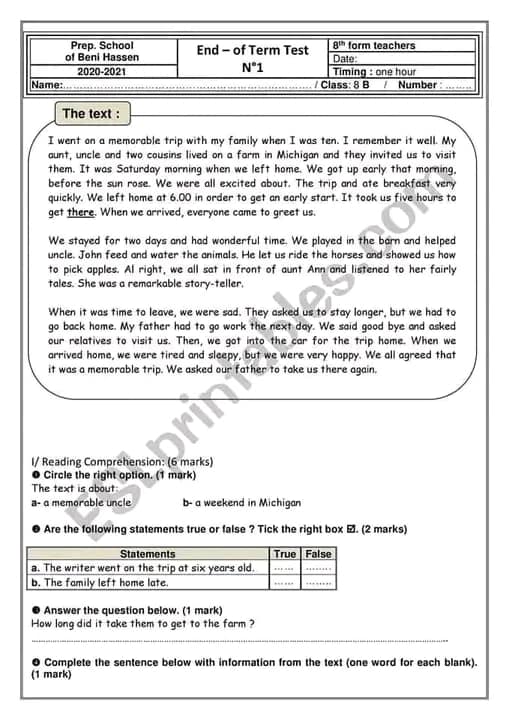 Prep. School
of Beni Hassen
2020-2021
End – of Term Test
N°1
8th form teachers
Date:
Timing : one hour
Name:…………………………………………………………… / Class: 8 B / Number : ………
The text :
I went on a memorable trip with my family when I was ten. I remember it well. My
aunt, uncle and two cousins lived on a farm in Michigan and they invited us to visit
them. It was Saturday morning when we left home. We got up early that morning,
before the sun rose. We were all excited about. The trip and ate breakfast very
quickly. We left home at 6.00 in order to get an early start. It took us five hours to
get there. When we arrived, everyone came to greet us.
We stayed for two days and had wonderful time. We played in the barn and helped
uncle. John feed and water the animals. He let us ride the horses and showed us how
to pick apples. Al right, we all sat in front of aunt Ann and listened to her fairly
tales. She was a remarkable story-teller.
When it was time to leave, we were sad. They asked us to stay longer, but we had to
go back home. My father had to go work the next day. We said good bye and asked
our relatives to visit us. Then, we got into the car for the trip home. When we
arrived home, we were tired and sleepy, but we were very happy. We all agreed that
it was a memorable trip. We asked our father to take us there again.
I/ Reading Comprehension: (6 marks)
❶ Circle the right option. (1 mark)
The text is about:
a- a memorable uncle b- a weekend in Michigan
❷ Are the following statements true or false ? Tick the right box ☑. (2 marks)
Statements True False
a. The writer went on the trip at six years old. …… ……..
b. The family left home late. …… ……..
❸ Answer the question below. (1 mark)
How long did it take them to get to the farm ?
……………………………………………………………………………………………………
❹ Complete the sentence below with information from the text (one word for each blank).
(1 mark)
ESLprintables.com